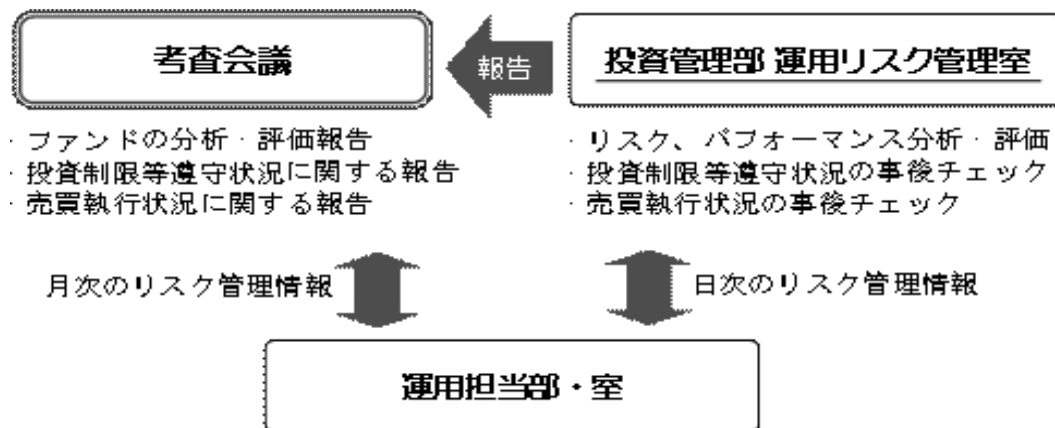 考査会議
報告
投資管理部 運用リスク管理室
· ファンドの分析・評価報告
· 投資制限等遵守状況に関する報告
· 売買執行状況に関する報告
· リスク、パフォーマンス分析・評価
· 投資制限等遵守状況の事後チェック
· 売買執行状況の事後チェック
月次のリスク管理情報
日次のリスク管理情報
運用担当部・室